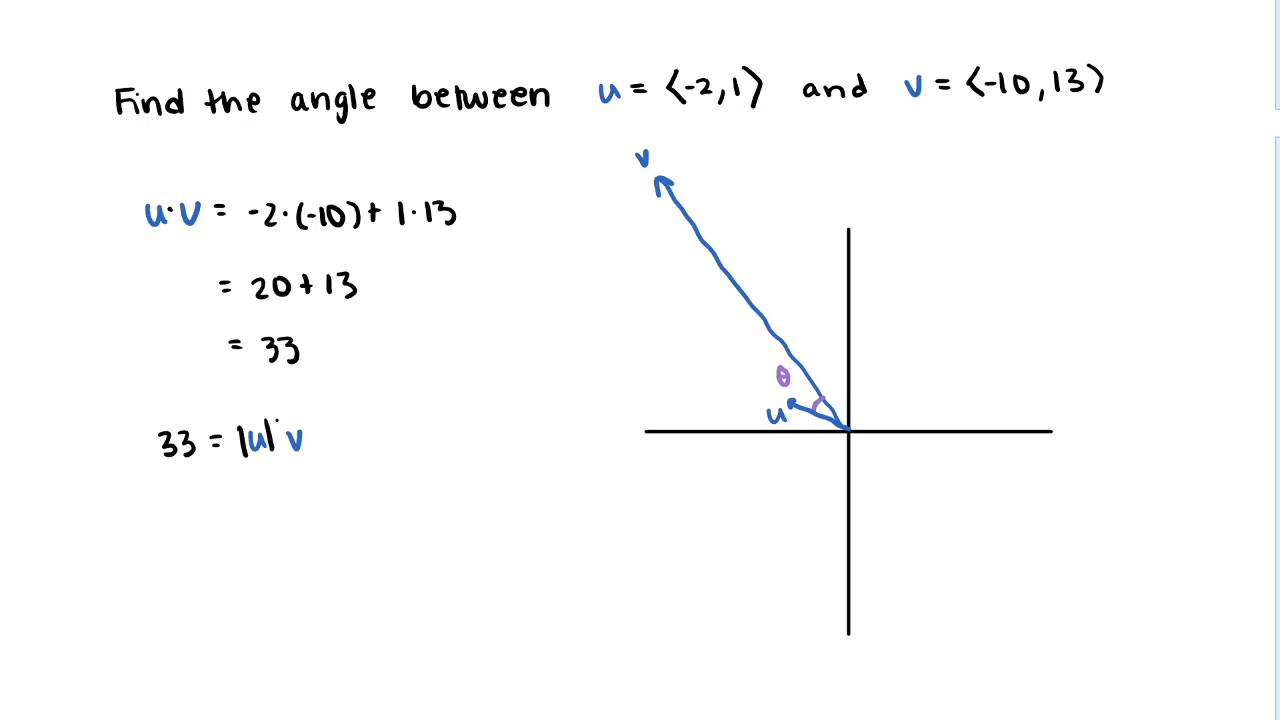 Find the angle between u = ⟨-2,1⟩ and v = ⟨-10,13⟩
v
u·v = -2·(-10)+ 1·13
= 20+13
= 33
θ
u
33 = |u|· v